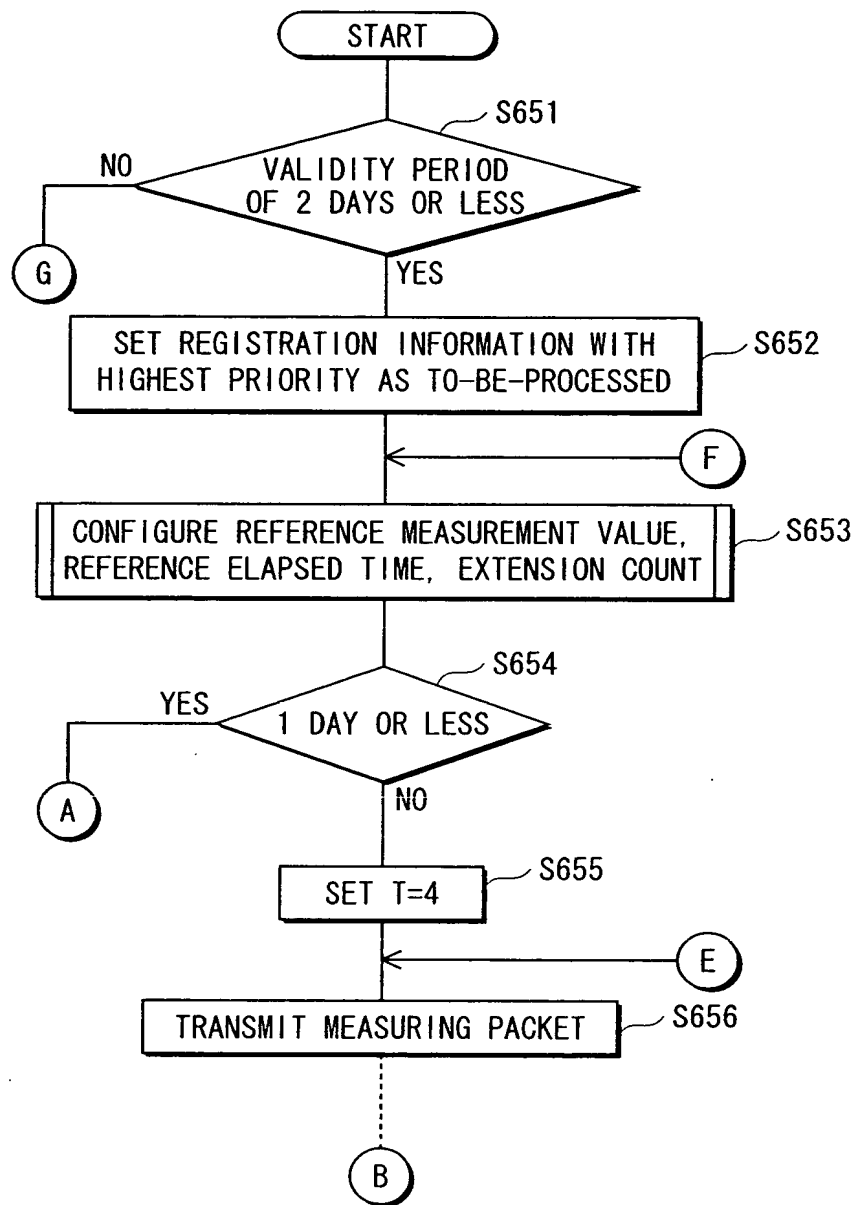 START
S651
NO
VALIDITY PERIOD
OF 2 DAYS OR LESS
G
YES
SET REGISTRATION INFORMATION WITH
HIGHEST PRIORITY AS TO-BE-PROCESSED
S652
F
CONFIGURE REFERENCE MEASUREMENT VALUE,
REFERENCE ELAPSED TIME, EXTENSION COUNT
S653
S654
YES
1 DAY OR LESS
A
NO
SET T=4
S655
E
TRANSMIT MEASURING PACKET
S656
B